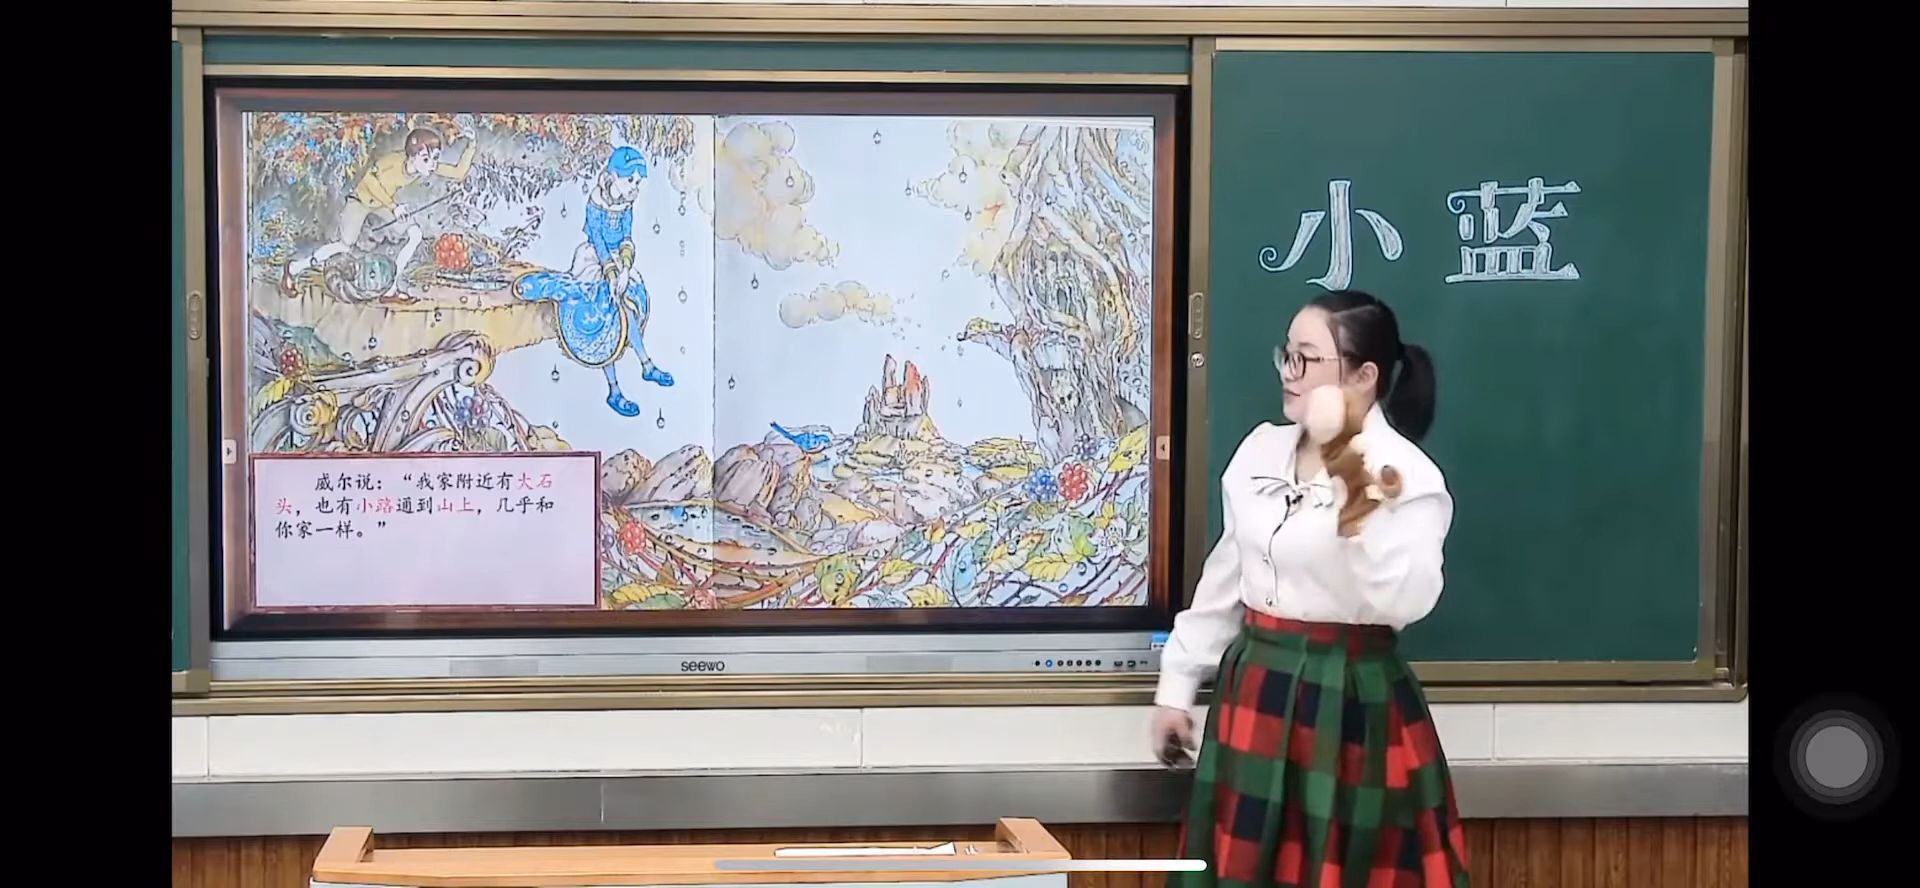 威尔说：“我家附近有大石
头，也有小路通到山上，几乎和
你家一样。”
seewo
小蓝